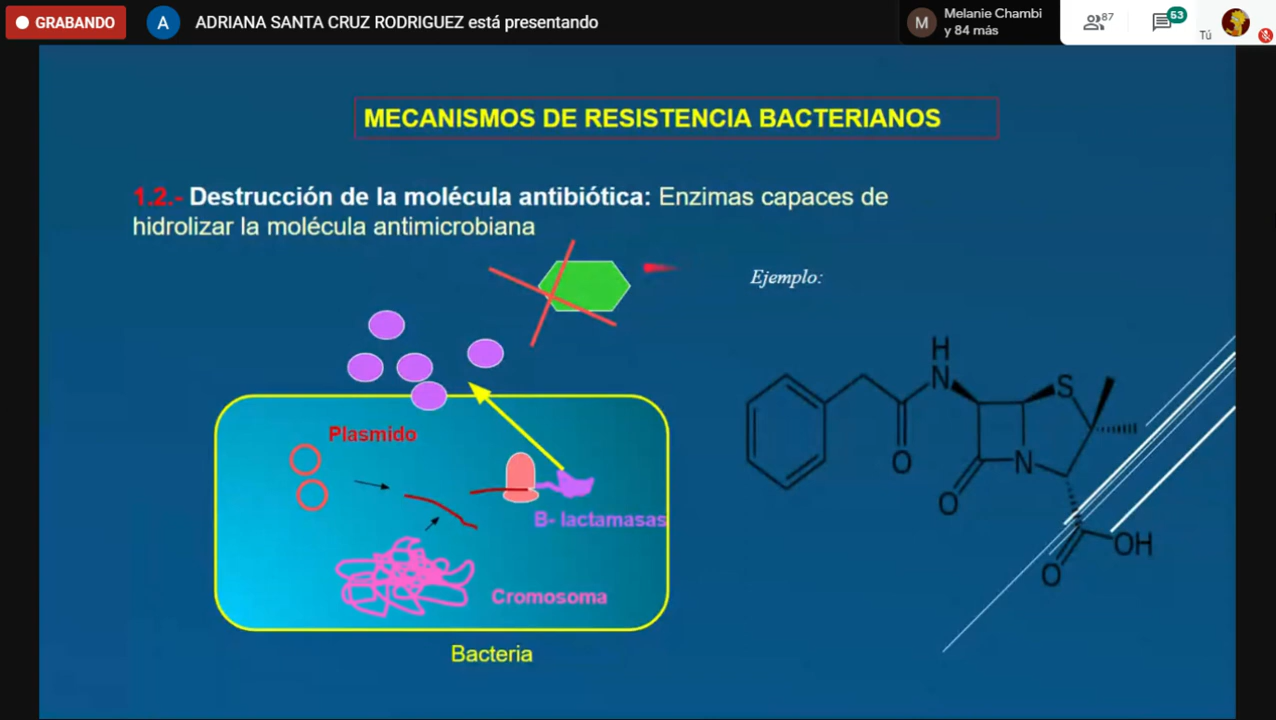 GRABANDO
A
ADRIANA SANTA CRUZ RODRIGUEZ está presentando
M
Melanie Chambi
y 84 más
87
53
Tú
MECANISMOS DE RESISTENCIA BACTERIANOS
1.2.- Destrucción de la molécula antibiótica: Enzimas capaces de
hidrolizar la molécula antimicrobiana
Ejemplo:
H
N
S
O
N
O
OH
O
Plasmido
B- lactamasas
Cromosoma
Bacteria